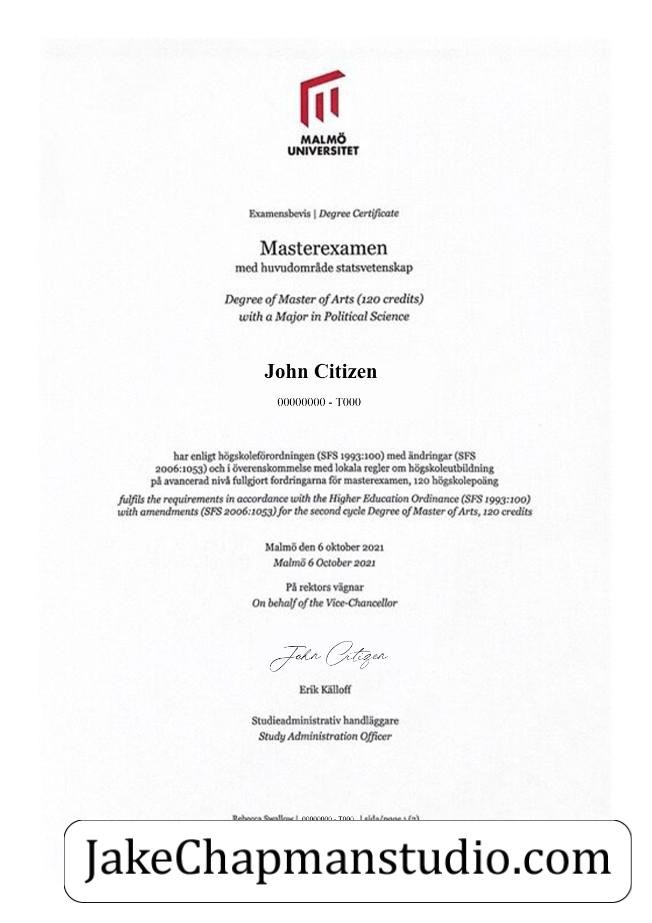 MALMÖ
UNIVERSITET
Examensbevis | Degree Certificate
Masterexamen
med huvudområde statsvetenskap
Degree of Master of Arts (120 credits)
with a Major in Political Science
John Citizen
00000000 - T000
har enligt högskoleförordningen (SFS 1993:100) med ändringar (SFS
2006:1053) och i överenskommelse med lokala regler om högskoleutbildning
på avancerad nivå fullgjort fordringarna för masterexamen, 120 högskolepoäng
fulfils the requirements in accordance with the Higher Education Ordinance (SFS 1993:100)
with amendments (SFS 2006:1053) for the second cycle Degree of Master of Arts, 120 credits
Malmö den 6 oktober 2021
Malmö 6 October 2021
På rektors vägnar
On behalf of the Vice-Chancellor
John Citizen
Erik Källoff
Studieadministrativ handläggare
Study Administration Officer
Rebecca Swallow | 00000000 - T000 | sida/page 1 (7)
JakeChapmanstudio.com